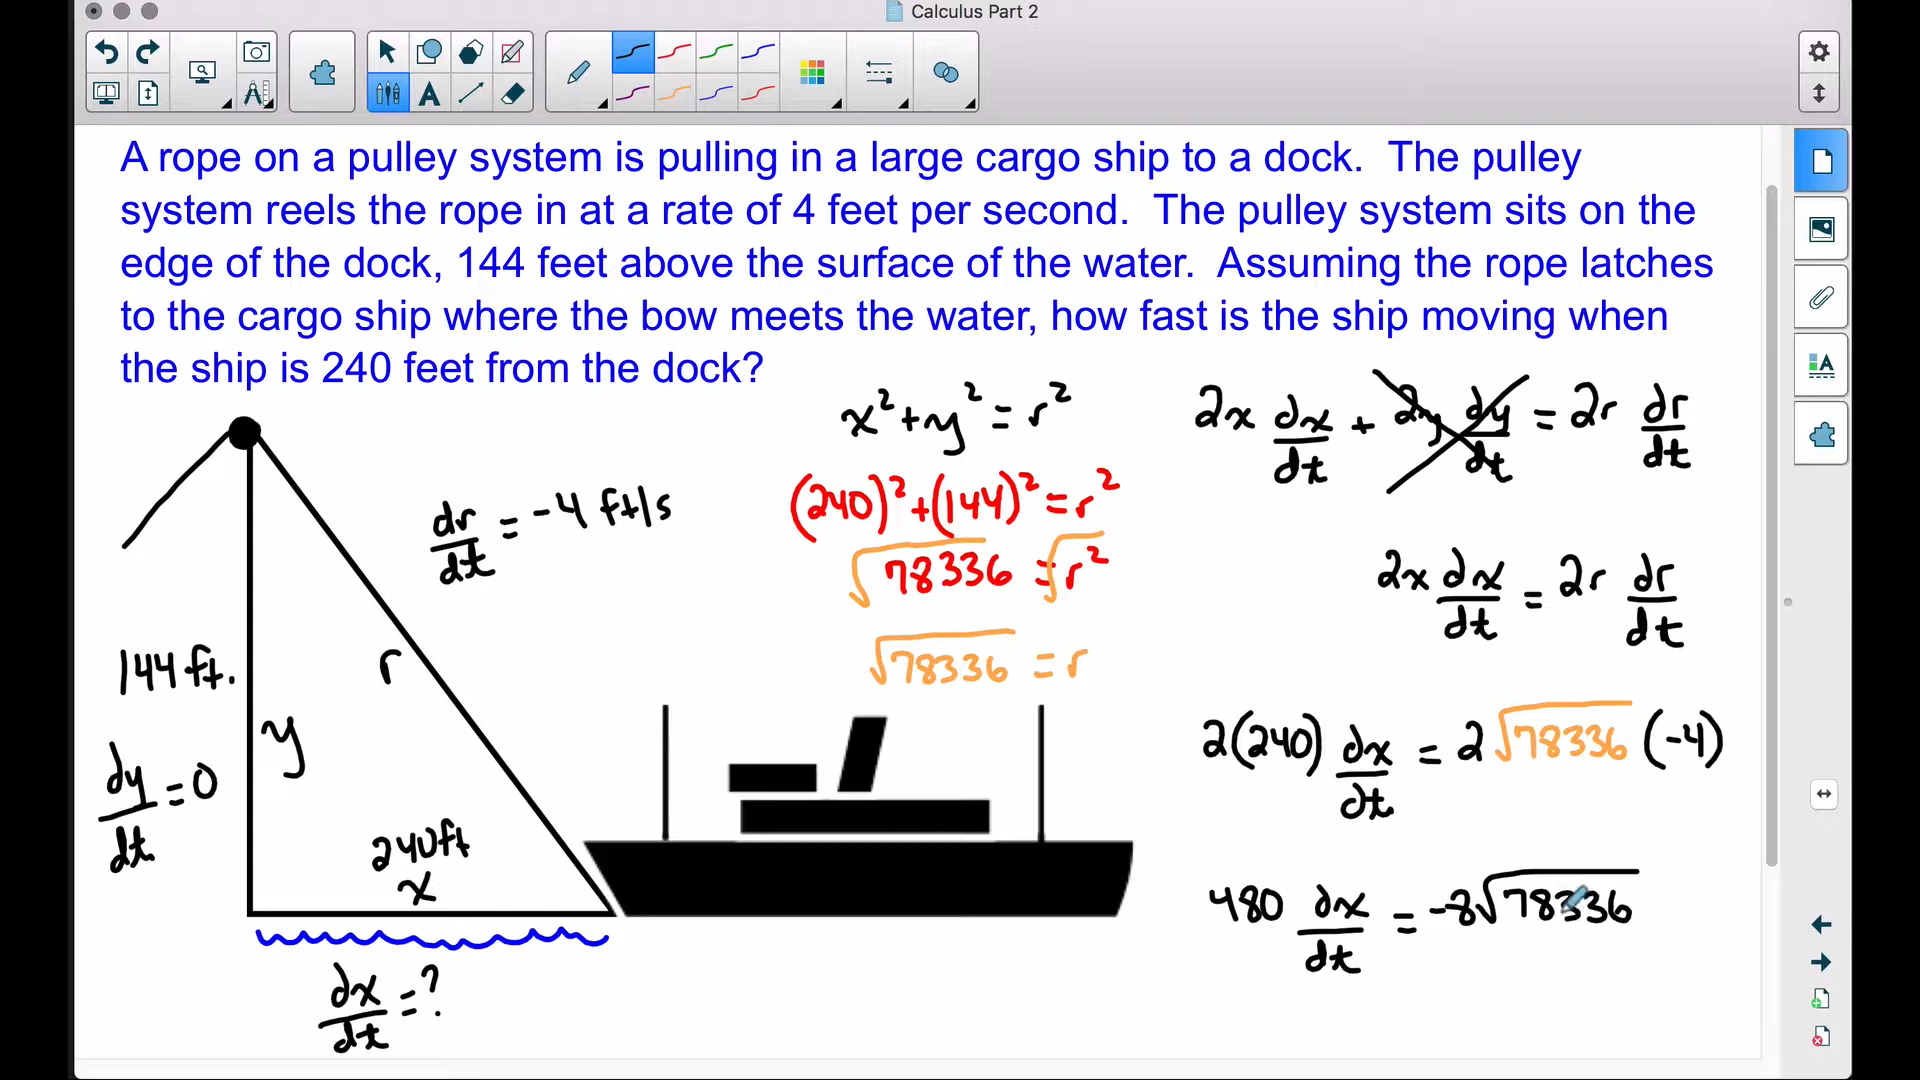 Calculus Part 2
A rope on a pulley system is pulling in a large cargo ship to a dock. The pulley
system reels the rope in at a rate of 4 feet per second. The pulley system sits on the
edge of the dock, 144 feet above the surface of the water. Assuming the rope latches
to the cargo ship where the bow meets the water, how fast is the ship moving when
the ship is 240 feet from the dock?
x² + y² = r²
(240)² + (144)² = r²
√78336 = √r²
√78336 = r
dr/dt = -4 ft/s
144 ft.
y
r
dy/dt = 0
240 ft
x
dx/dt = ?
2x dx/dt + 2y dy/dt = 2r dr/dt
2x dx/dt = 2r dr/dt
2(240) dx/dt = 2√78336 (-4)
480 dx/dt = -8√78336